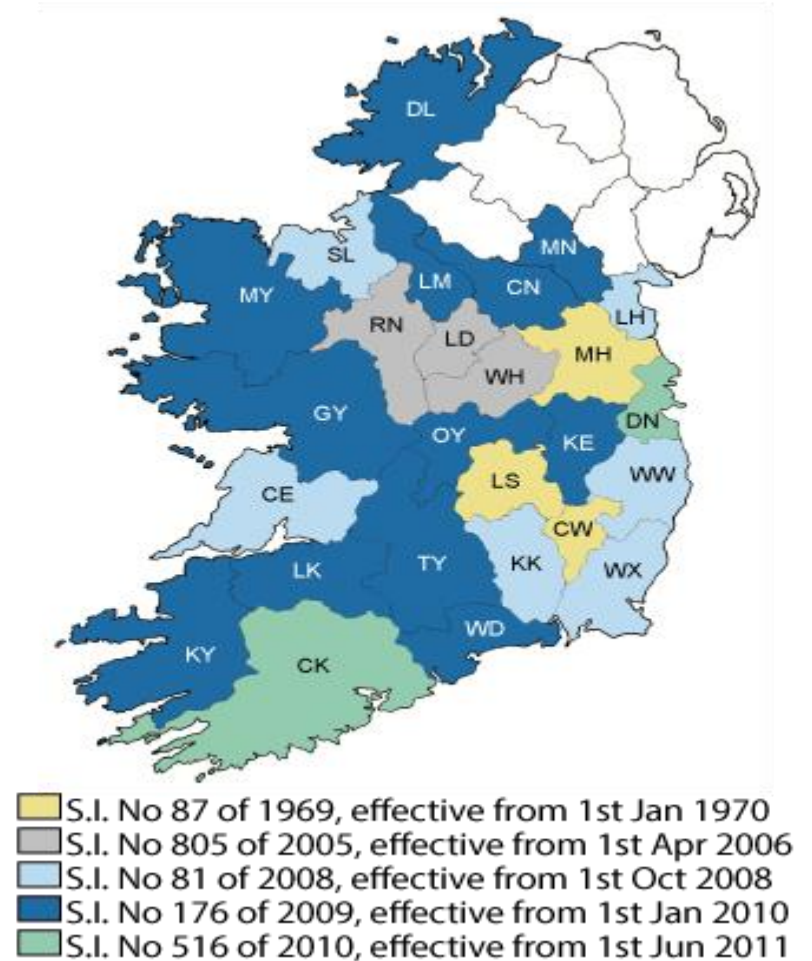 DL
MN
SL
LM
CN
MY
LH
RN
LD
MH
WH
GY
DN
OY
KE
WW
LS
CE
CW
KK
TY
LK
WX
WD
KY
CK
S.I. No 87 of 1969, effective from 1st Jan 1970
S.I. No 805 of 2005, effective from 1st Apr 2006
S.I. No 81 of 2008, effective from 1st Oct 2008
S.I. No 176 of 2009, effective from 1st Jan 2010
S.I. No 516 of 2010, effective from 1st Jun 2011